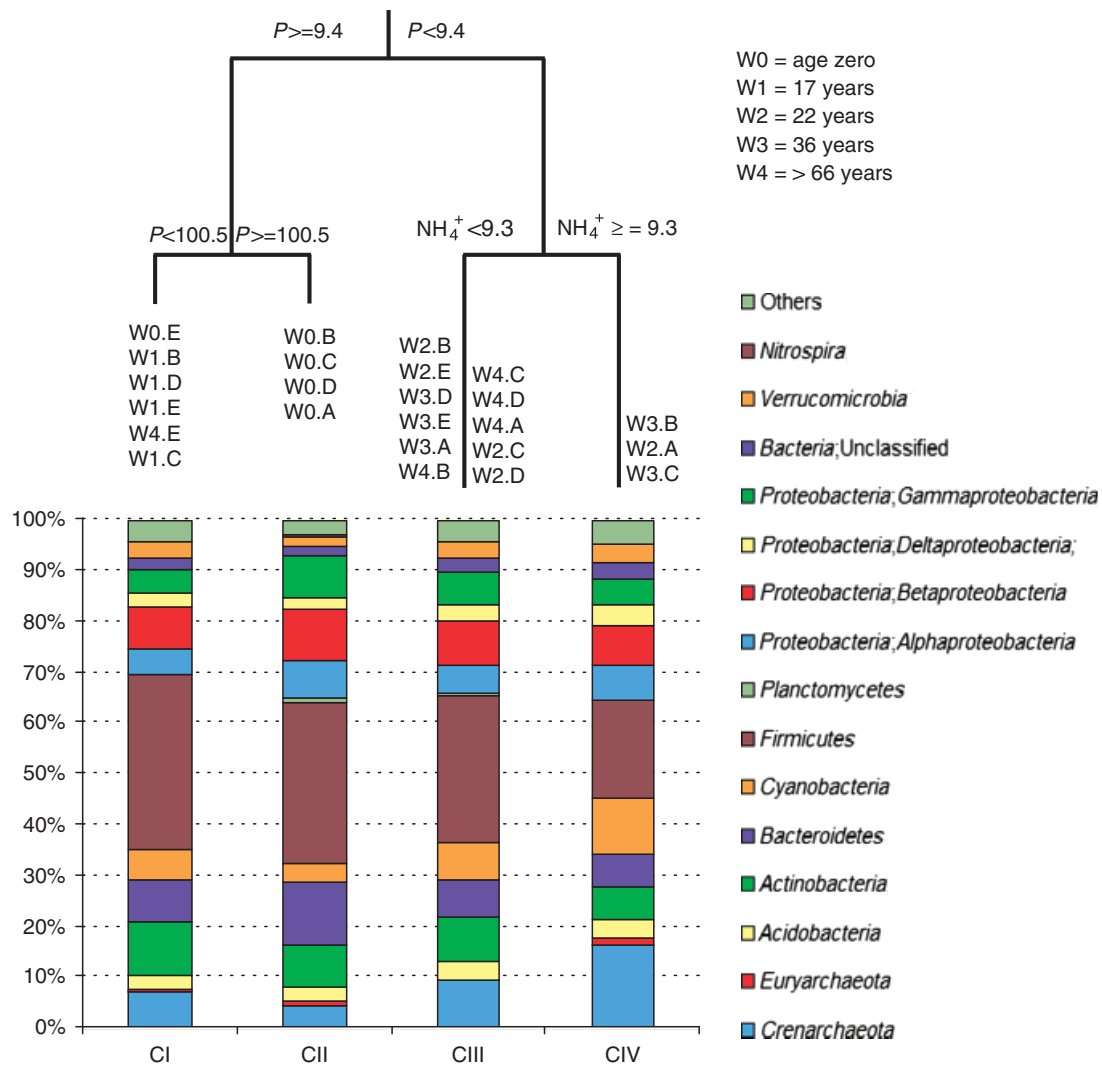 P>=9.4
P<9.4
W0 = age zero
W1 = 17 years
W2 = 22 years
W3 = 36 years
W4 = > 66 years
P<100.5
P>=100.5
NH4+ <9.3
NH4+ ≥ = 9.3
W0.E
W1.B
W1.D
W1.E
W4.E
W1.C
W0.B
W0.C
W0.D
W0.A
W2.B
W2.E
W3.D
W3.E
W3.A
W4.B
W4.C
W4.D
W4.A
W2.C
W2.D
W3.B
W2.A
W3.C
Others
Nitrospira
Verrucomicrobia
Bacteria;Unclassified
Proteobacteria;Gammaproteobacteria
Proteobacteria;Deltaproteobacteria;
Proteobacteria;Betaproteobacteria
Proteobacteria;Alphaproteobacteria
Planctomycetes
Firmicutes
Cyanobacteria
Bacteroidetes
Actinobacteria
Acidobacteria
Euryarchaeota
Crenarchaeota
100%
90%
80%
70%
60%
50%
40%
30%
20%
10%
0%
CI
CII
CIII
CIV